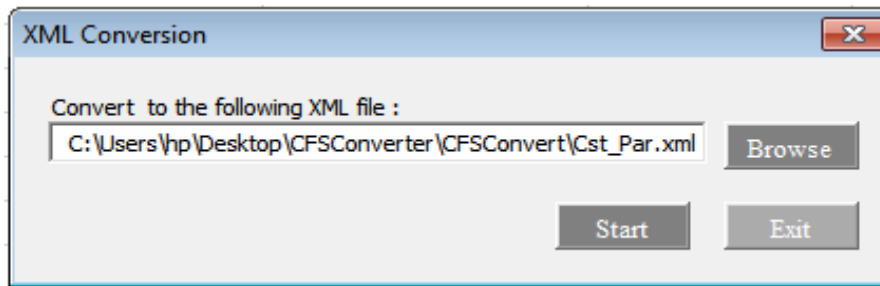 XML Conversion
Convert  to the following XML file :
C:\Users\hp\Desktop\CFSConverter\CFSConvert\Cst_Par.xml
Browse
Start
Exit